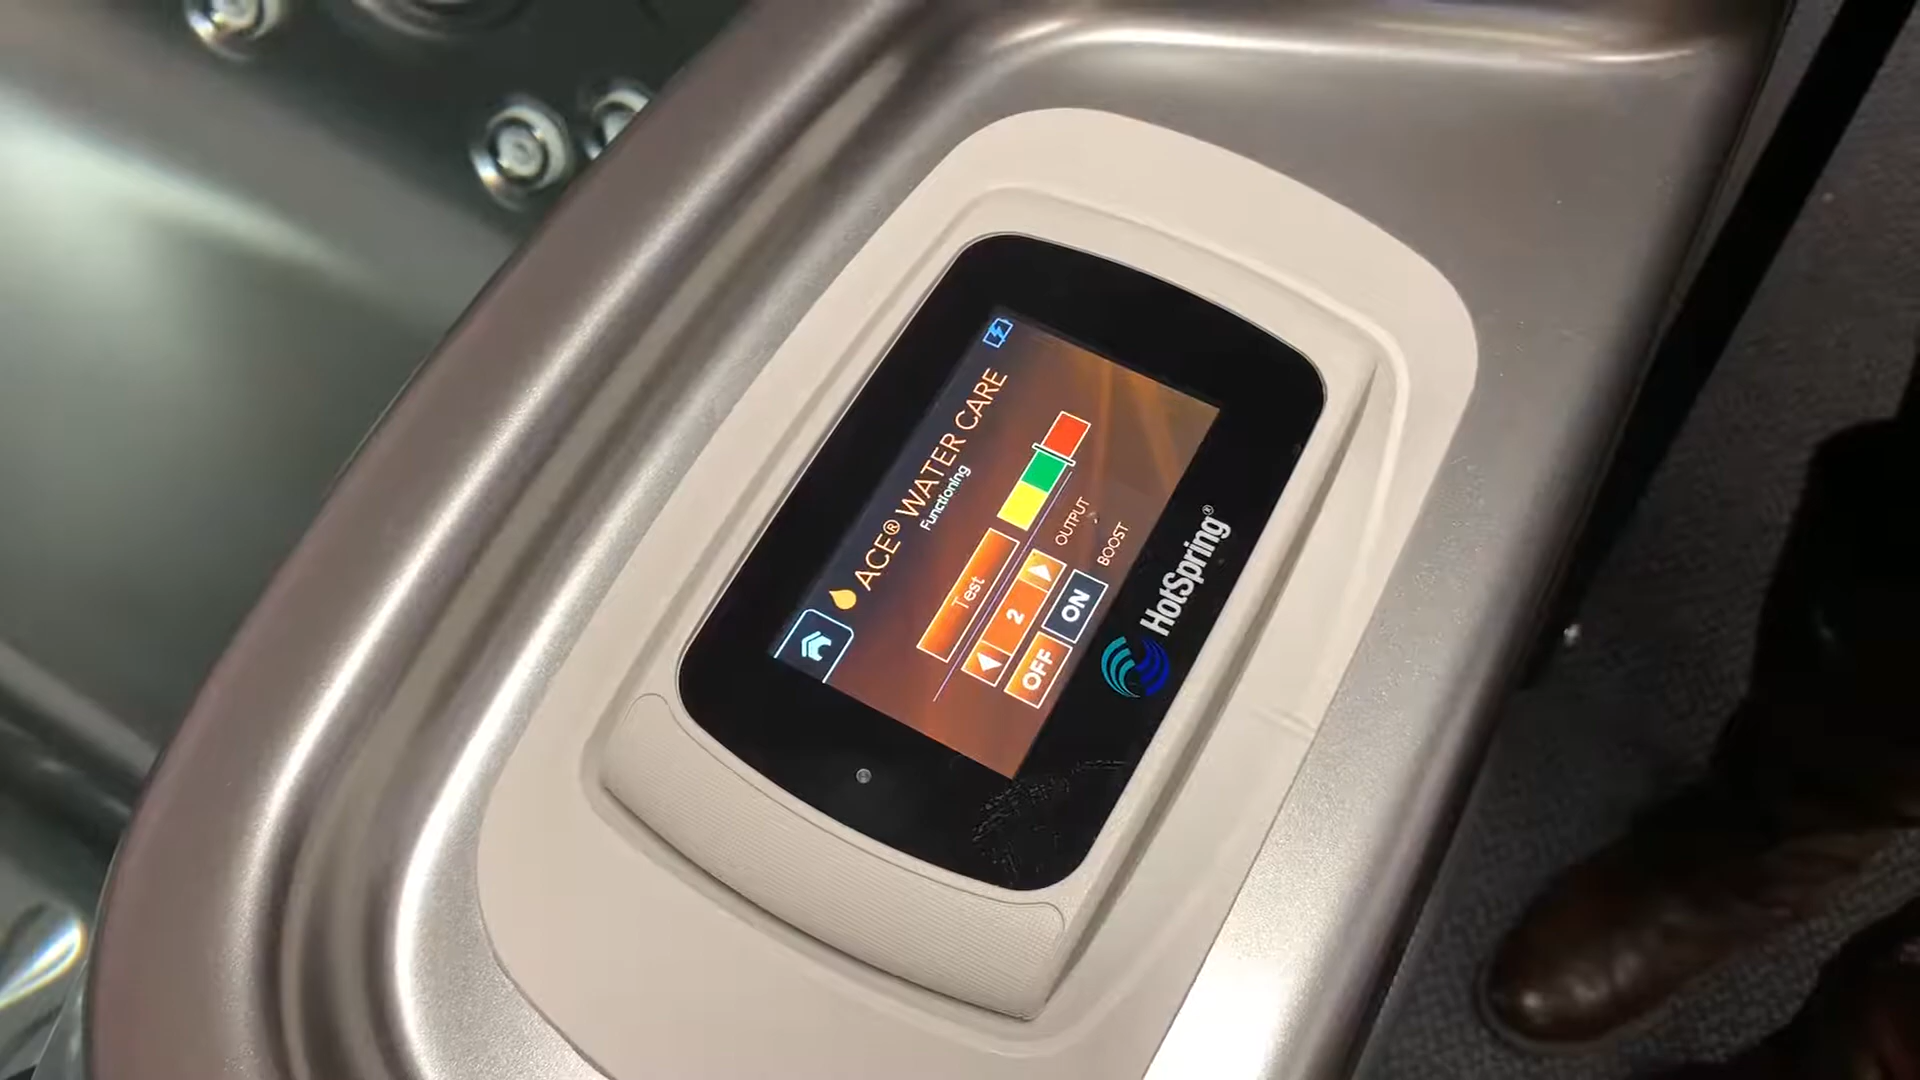 ACE® WATER CARE
Functioning
Test
2
OUTPUT
OFF ON BOOST
HotSpring®